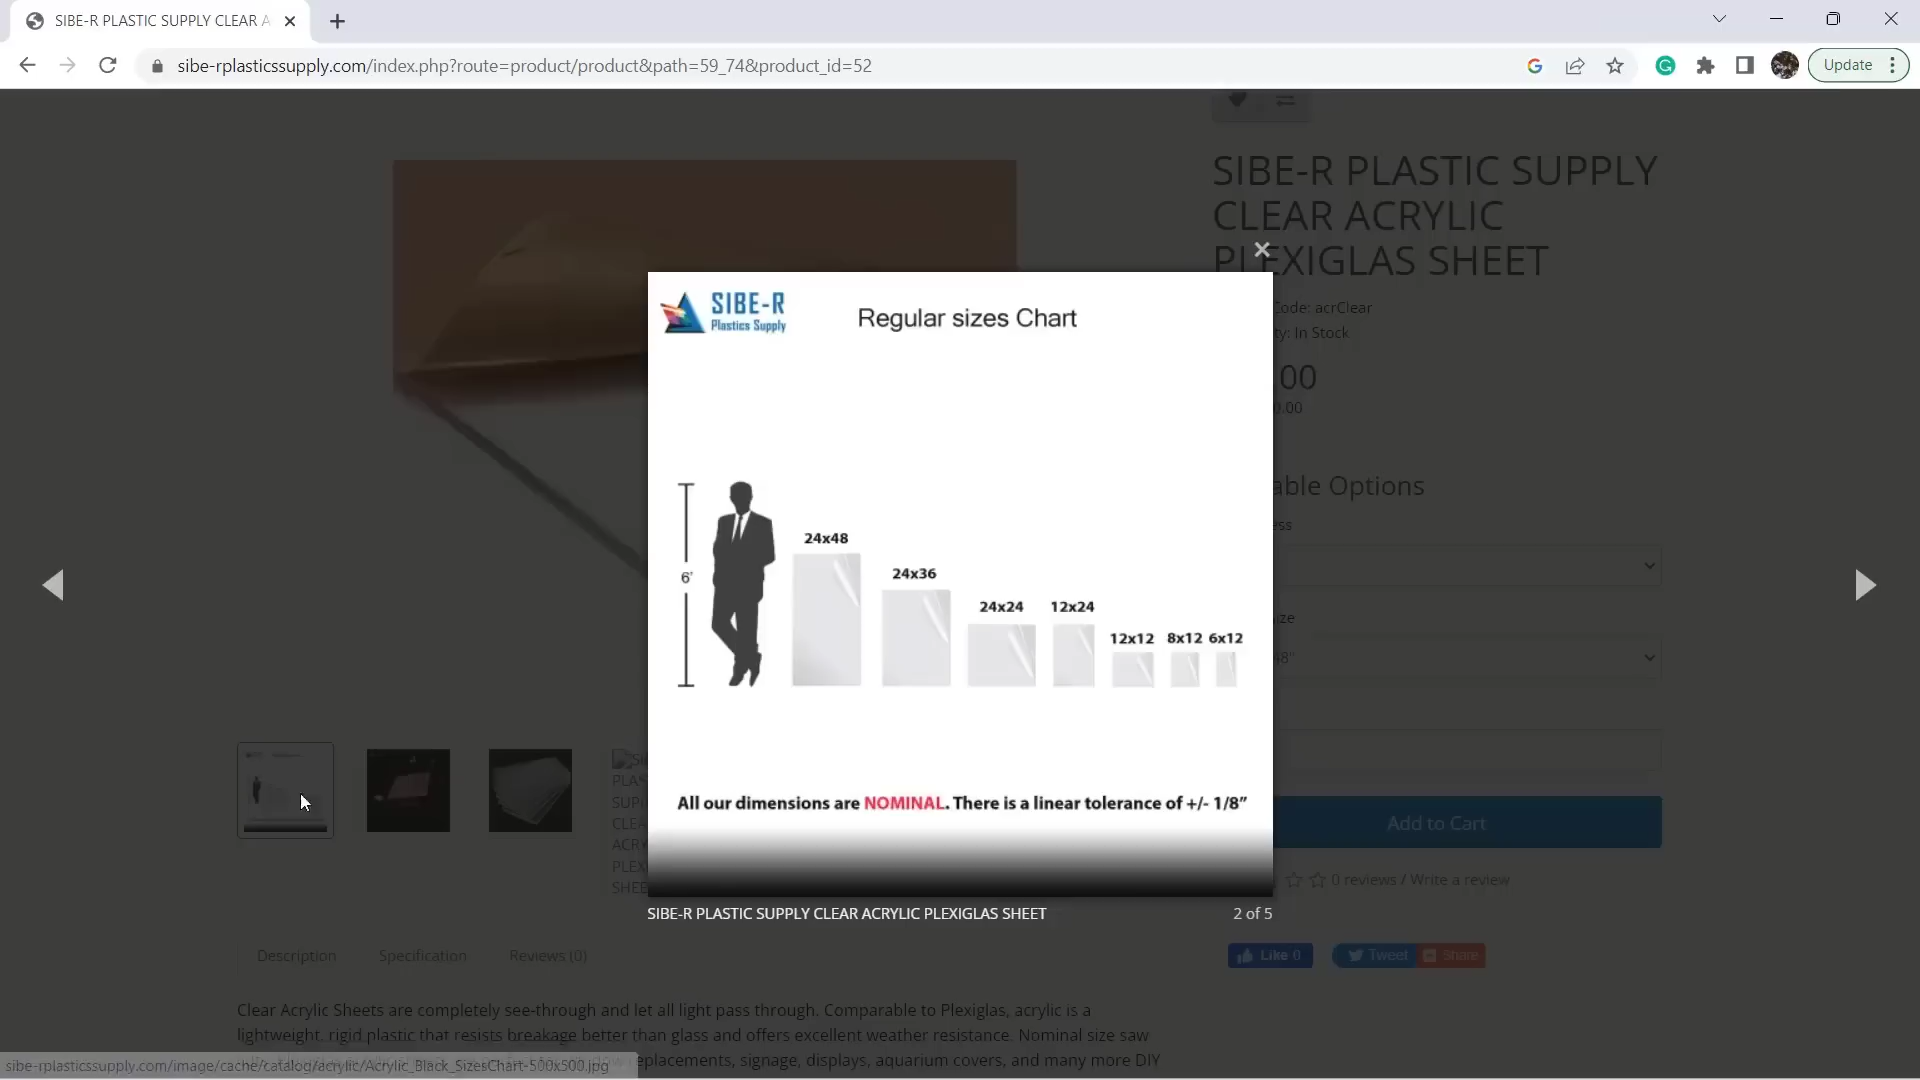 SIBE-R PLASTIC SUPPLY CLEAR A
sibe-rplasticssupply.com/index.php?route=product/product&path=59_74&product_id=52
Update
SIBE-R PLASTIC SUPPLY
CLEAR ACRYLIC
PLEXIGLAS SHEET
Code: acrClear
ty: In Stock
.00
0.00
able Options
ess
ize
48"
Add to Cart
0 reviews / Write a review
Like 0
Tweet
Share
SIBE-R
Plastics Supply
Regular sizes Chart
6'
24x48
24x36
24x24
12x24
12x12
8x12
6x12
All our dimensions are NOMINAL. There is a linear tolerance of +/- 1/8”
SIBE-R PLASTIC SUPPLY CLEAR ACRYLIC PLEXIGLAS SHEET
2 of 5
Description
Specification
Reviews (0)
Clear Acrylic Sheets are completely see-through and let all light pass through. Comparable to Plexiglas, acrylic is a
lightweight, rigid plastic that resists breakage better than glass and offers excellent weather resistance. Nominal size saw
eplacements, signage, displays, aquarium covers, and many more DIY
sibe-rplasticssupply.com/image/cache/catalog/acrylic/Acrylic_Black_SizesChart-500x500.jpg